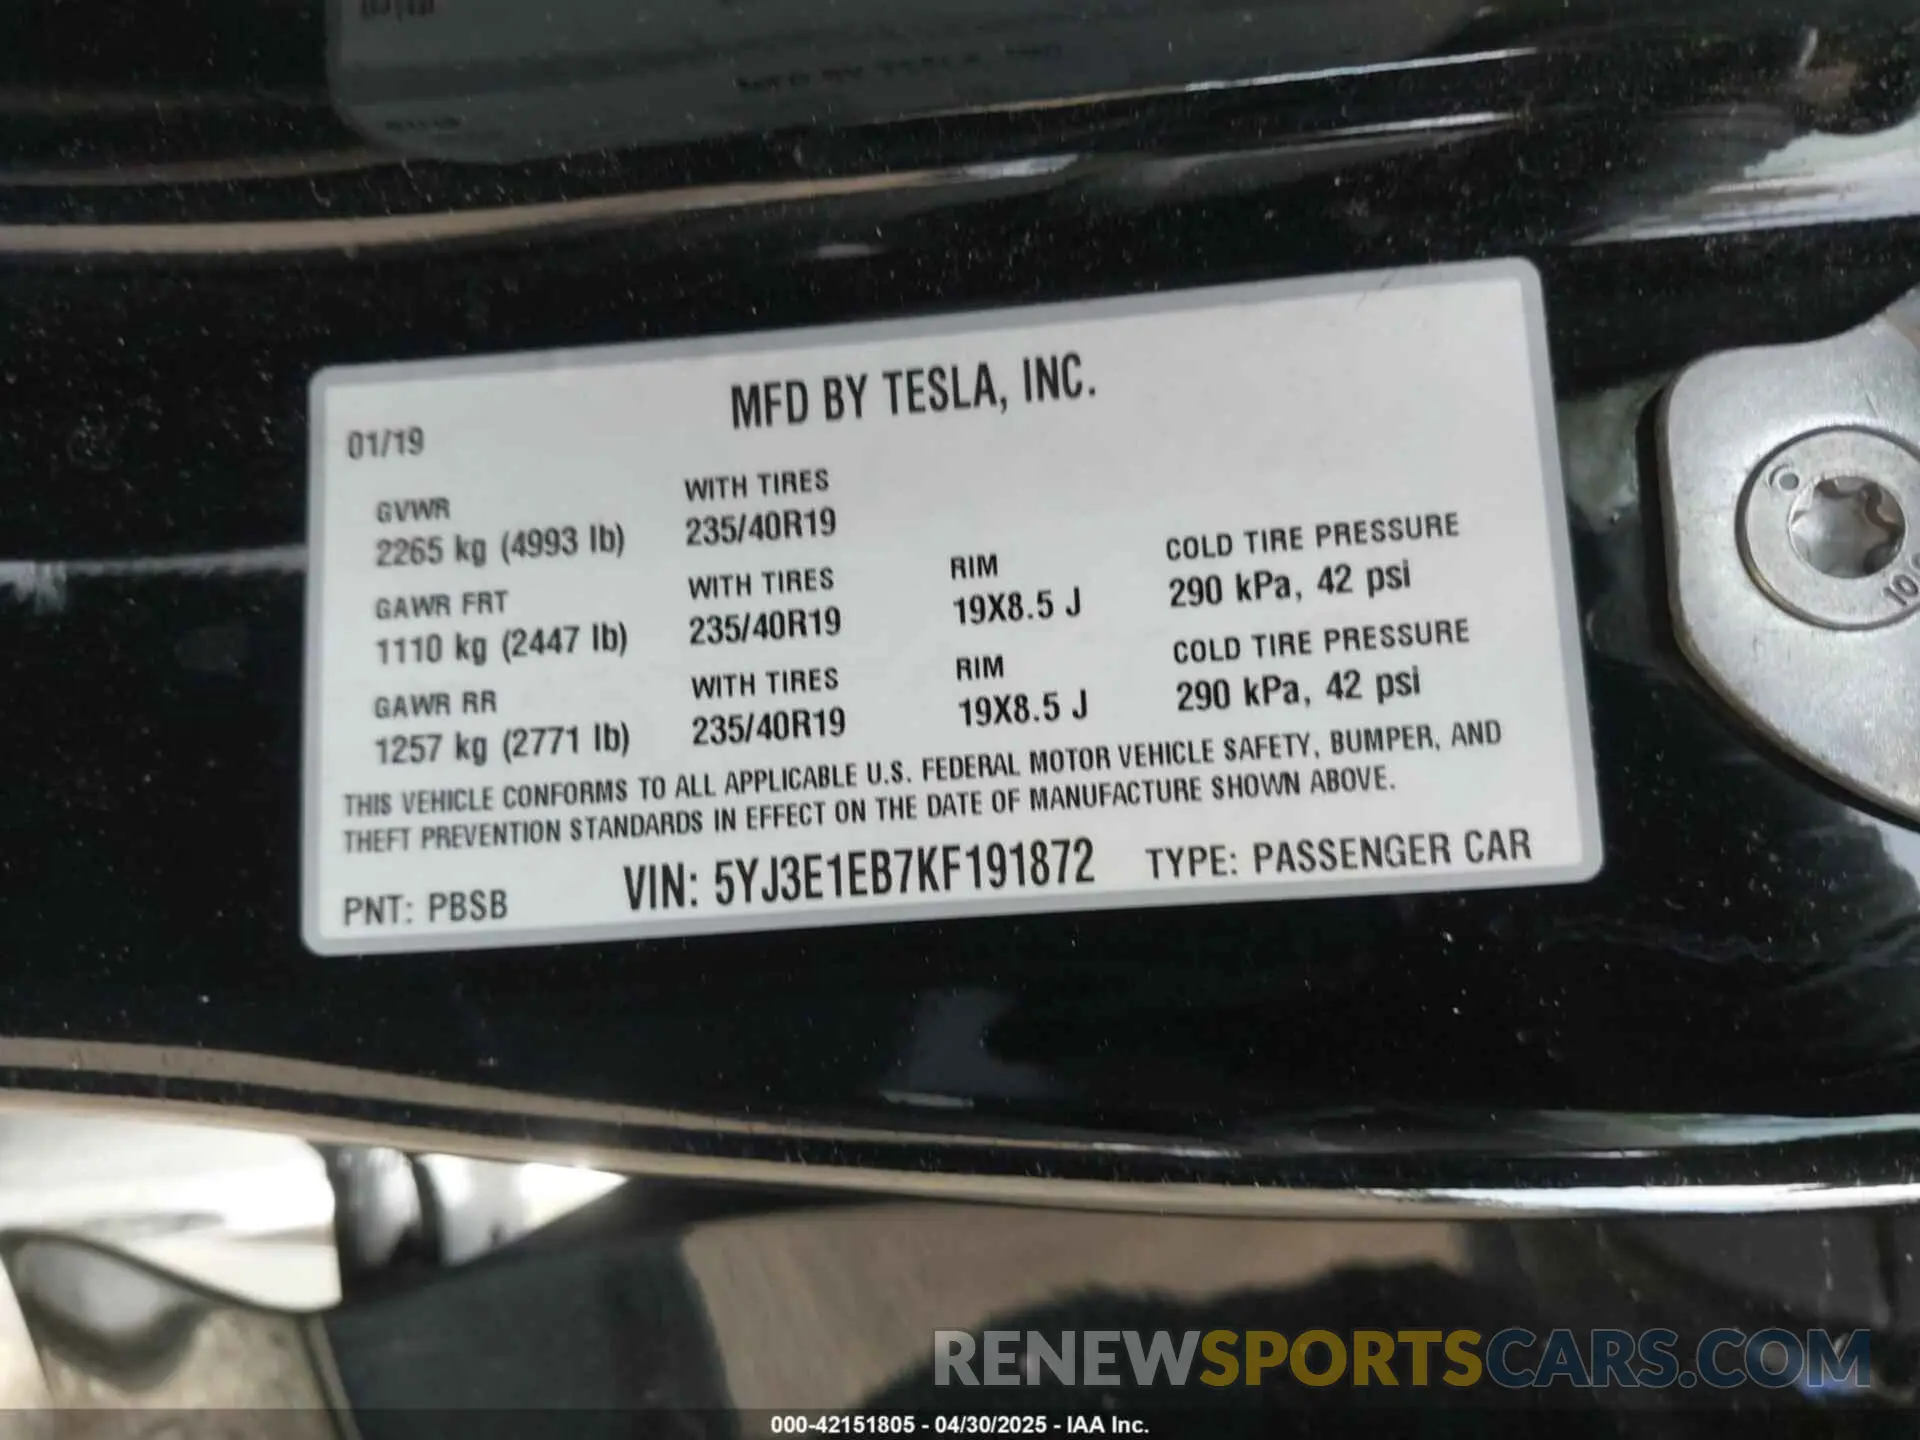 MFD BY TESLA, INC.
01/19
GVWR
2265 kg (4993 lb)
WITH TIRES
235/40R19
GAWR FRT
1110 kg (2447 lb)
WITH TIRES
235/40R19
RIM
19X8.5 J
COLD TIRE PRESSURE
290 kPa, 42 psi
GAWR RR
1257 kg (2771 lb)
WITH TIRES
235/40R19
RIM
19X8.5 J
COLD TIRE PRESSURE
290 kPa, 42 psi
THIS VEHICLE CONFORMS TO ALL APPLICABLE U.S. FEDERAL MOTOR VEHICLE SAFETY, BUMPER, AND
THEFT PREVENTION STANDARDS IN EFFECT ON THE DATE OF MANUFACTURE SHOWN ABOVE.
PNT: PBSB
VIN: 5YJ3E1EB7KF191872
TYPE: PASSENGER CAR
RENEWSPORTSCARS.COM
000-42151805 - 04/30/2025 - IAA Inc.